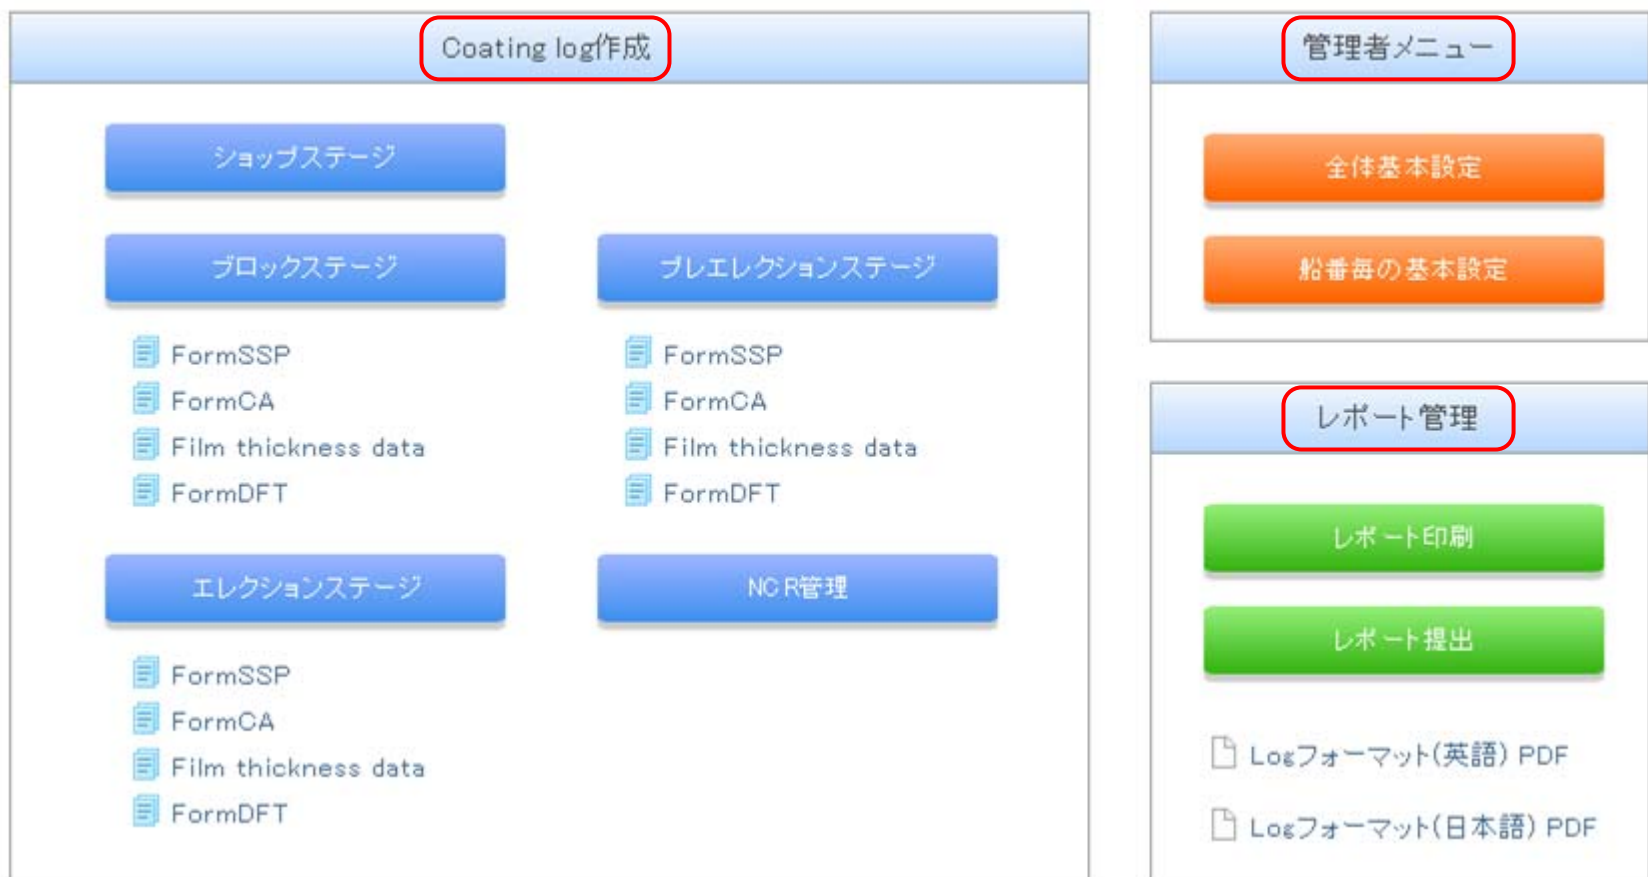 Coating log作成
ショップステージ
ブロックステージ
プレエレクションステージ
FormSSP
FormCA
Film thickness data
FormDFT
FormSSP
FormCA
Film thickness data
FormDFT
エレクションステージ
NCR管理
FormSSP
FormCA
Film thickness data
FormDFT
管理者メニュー
全体基本設定
船番毎の基本設定
レポート管理
レポート印刷
レポート提出
Logフォーマット(英語) PDF
Logフォーマット(日本語) PDF